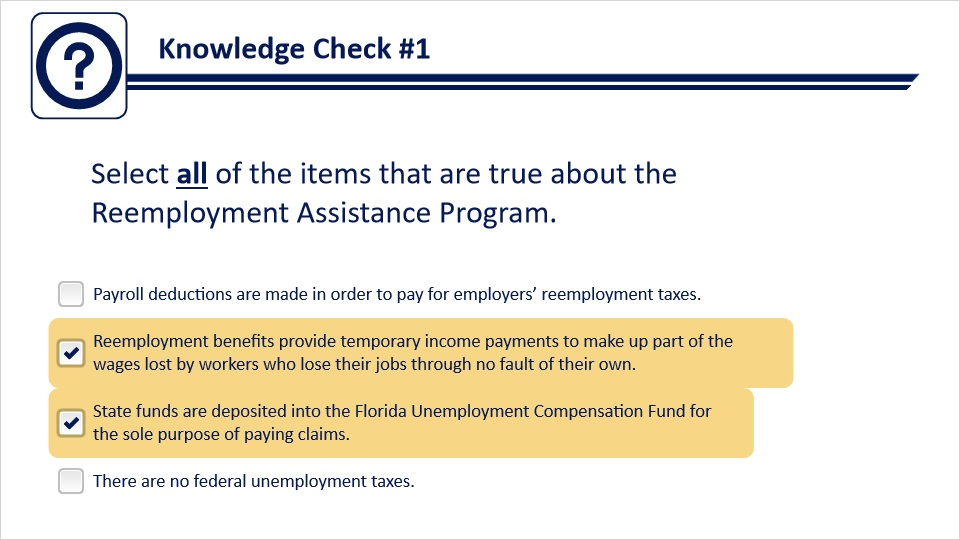 ?
Knowledge Check #1
Select all of the items that are true about the
Reemployment Assistance Program.
Payroll deductions are made in order to pay for employers’ reemployment taxes.
Reemployment benefits provide temporary income payments to make up part of the
wages lost by workers who lose their jobs through no fault of their own.
State funds are deposited into the Florida Unemployment Compensation Fund for
the sole purpose of paying claims.
There are no federal unemployment taxes.